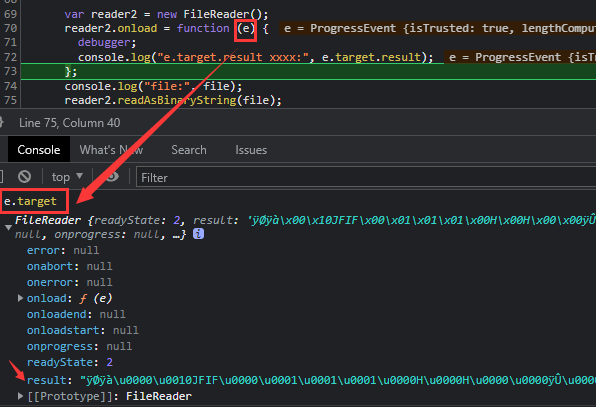 69 var reader2 = new FileReader();
70 reader2.onload = function (e) { e = ProgressEvent {isTrusted: true, lengthCompu
71 debugger;
72 console.log("e.target.result xxxx:", e.target.result); e = ProgressEvent {isTr
73 };
74 console.log("file:", file);
75 reader2.readAsBinaryString(file);
Line 75, Column 40
Console What's New Search Issues
top Filter
e.target
FileReader {readyState: 2, result: 'ÿØÿà\x00\x10JFIF\x00\x01\x01\x01\x00H\x00H\x00\x00ÿÛ
null, onprogress: null, …} i
error: null
onabort: null
onerror: null
onload: ƒ (e)
onloadend: null
onloadstart: null
onprogress: null
readyState: 2
result: "ÿØÿà\u0000\u0010JFIF\u0000\u0001\u0001\u0001\u0000H\u0000H\u0000\u0000ÿÛ\u000
[[Prototype]]: FileReader